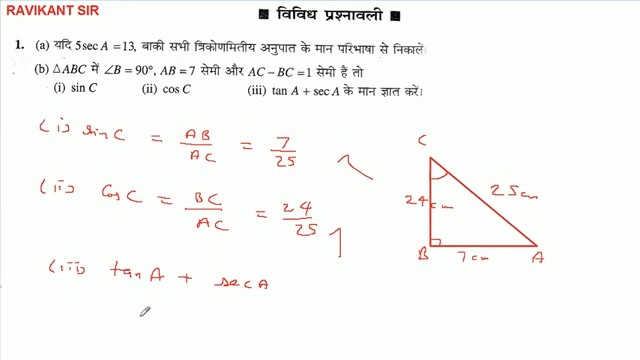 RAVIKANT SIR
विविध प्रश्नावली
1. (a) यदि 5 sec A = 13, बाकी सभी त्रिकोणमितीय अनुपात के मान परिभाषा से निकालें।
(b) △ABC में ∠B = 90°, AB = 7 सेमी और AC – BC = 1 सेमी हैं तो
(i) sin C (ii) cos C (iii) tan A + sec A के मान ज्ञात करें।
(i) sin C = AB/AC = 7/25
(ii) Cos C = BC/AC = 24/25
(iii) tan A + sec A
C
24 cm 25 cm
B 7 cm A